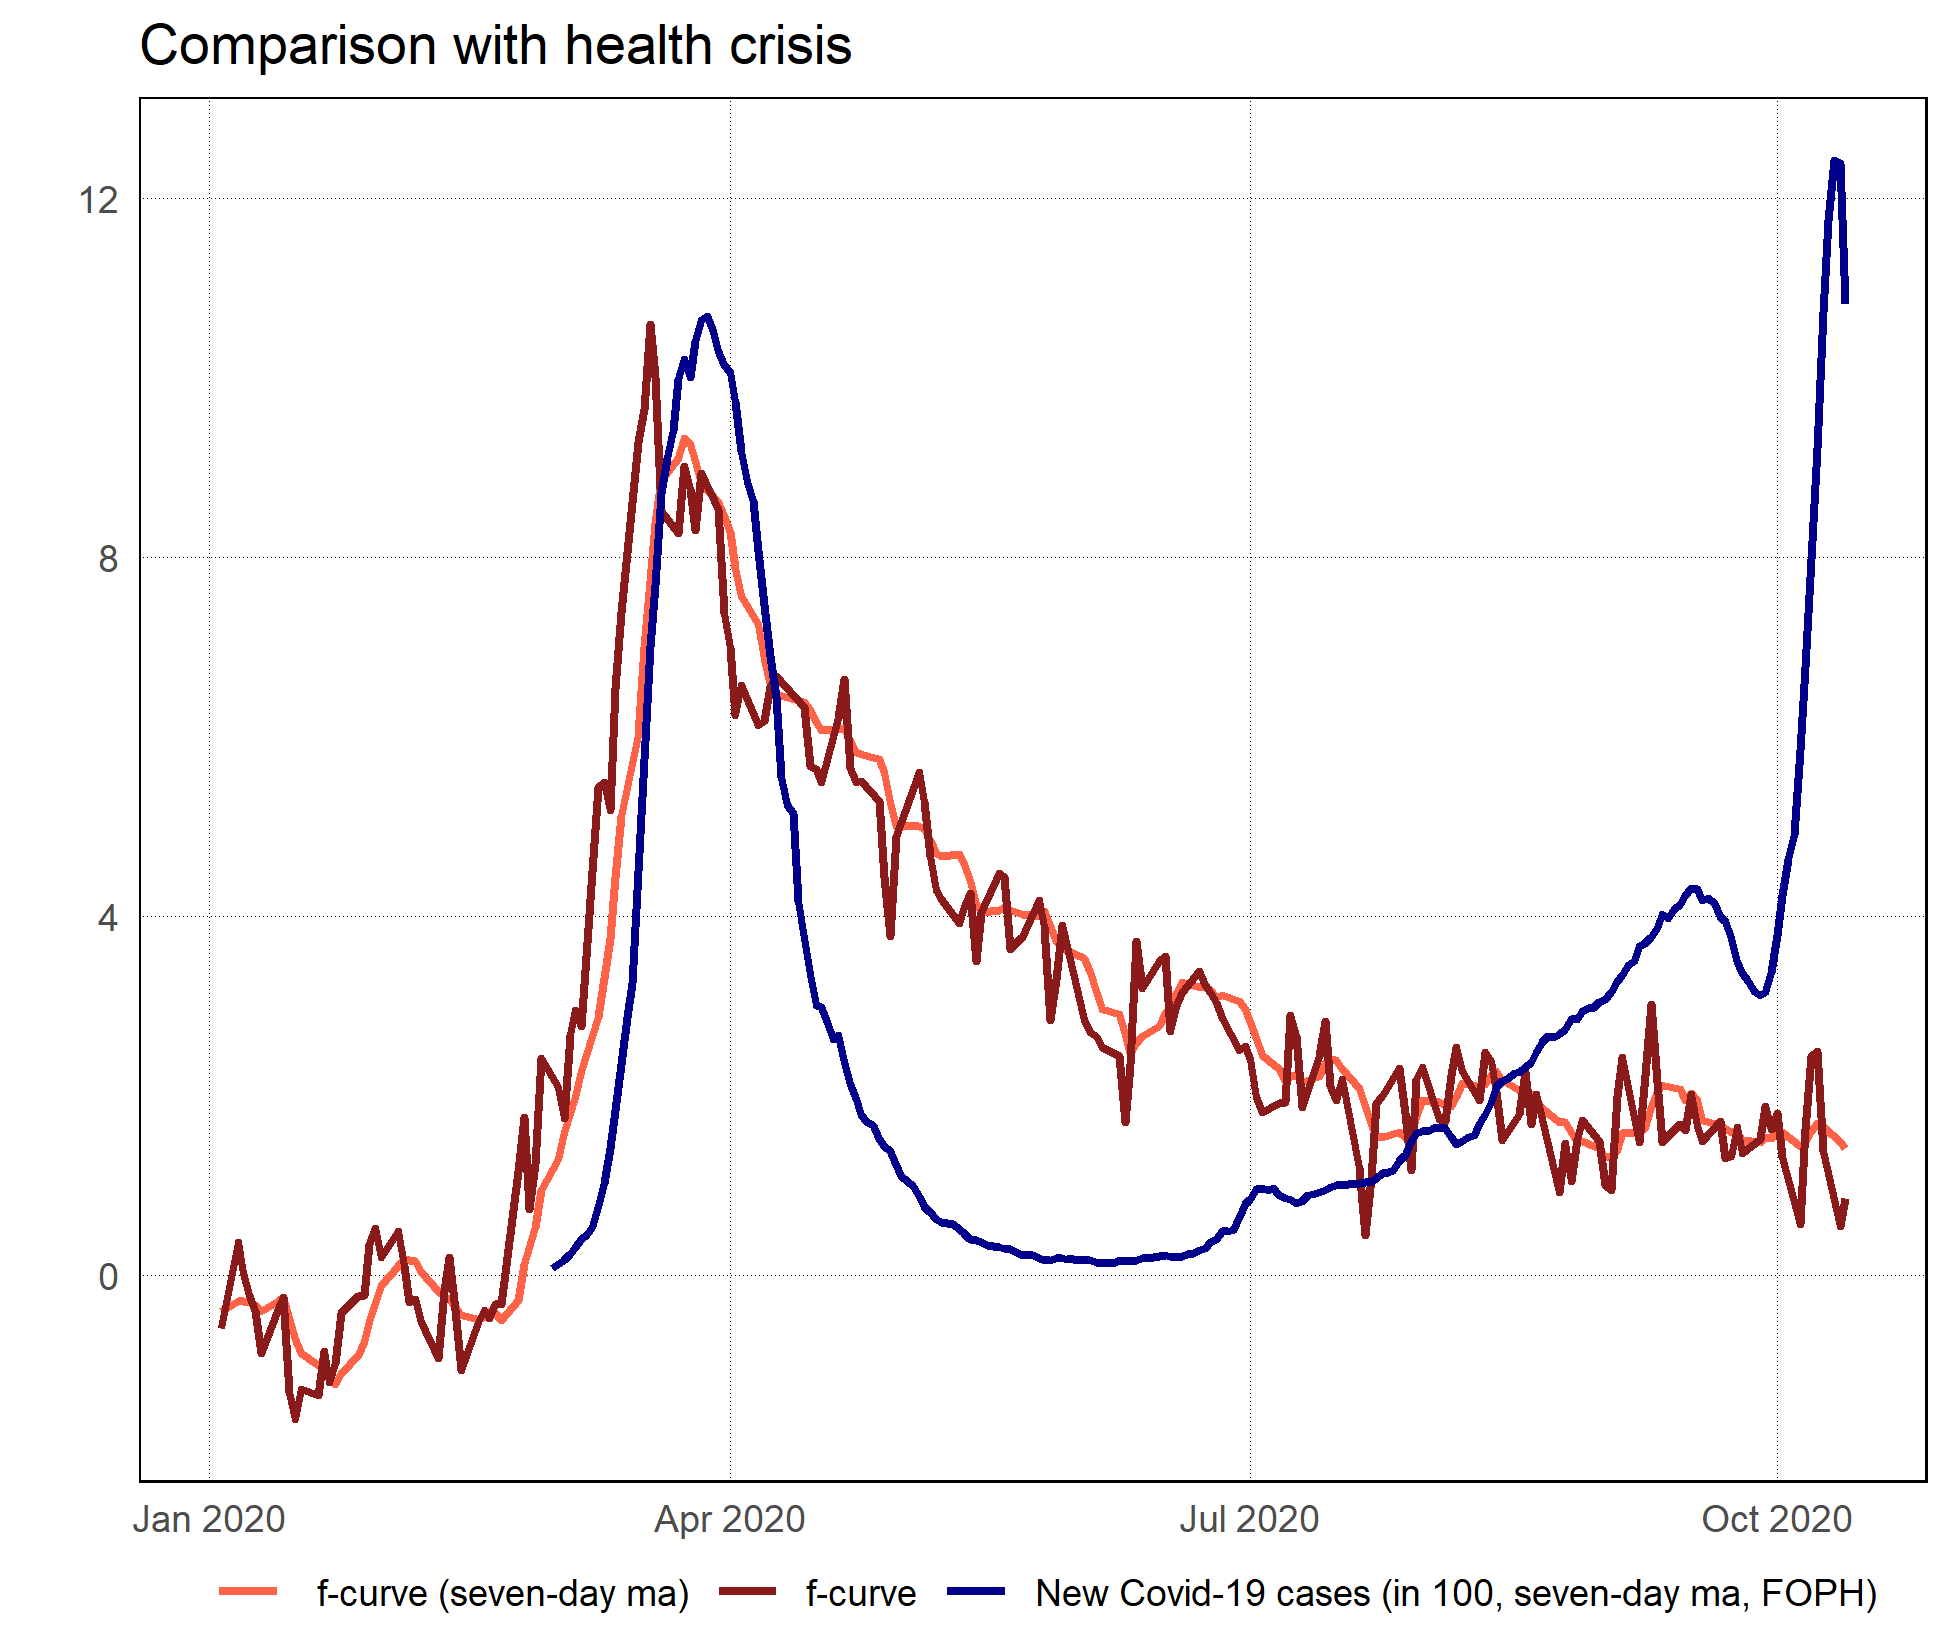 Comparison with health crisis
12
8
4
0
Jan 2020 Apr 2020 Jul 2020 Oct 2020
f-curve (seven-day ma) f-curve New Covid-19 cases (in 100, seven-day ma, FOPH)